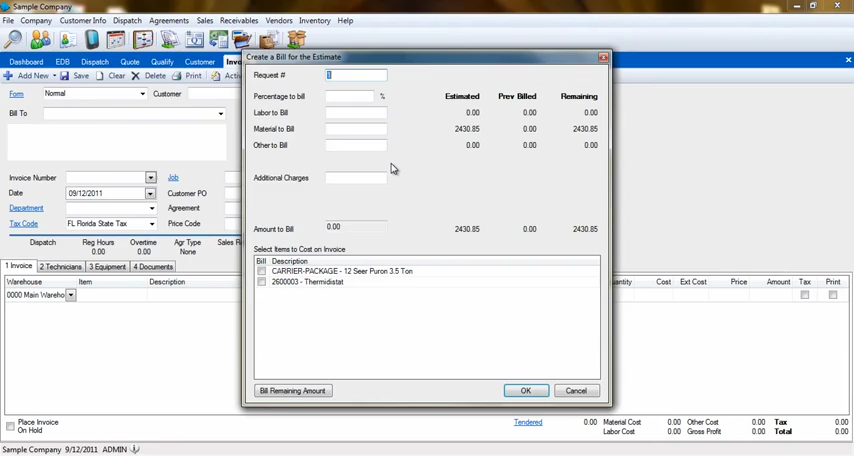 Sample Company
File Company Customer Info Dispatch Agreements Sales Receivables Vendors Inventory Help
Dashboard EDB Dispatch Quote Qualify Customer Invoi
Add New Save Clear Delete Print Activ
Form Normal Customer
Bill To
Invoice Number Job
Date 09/12/2011 Customer PO
Department Agreement
Tax Code FL Florida State Tax Price Code
Dispatch Reg Hours Overtime Agr Type Sales R
0.00 0.00 None
1 Invoice 2 Technicians 3 Equipment 4 Documents
Warehouse Item Description
uantity Cost Ext Cost Price Amount Tax Print
0000 Main Wareho
Create a Bill for the Estimate
Request # 1
Percentage to bill % Estimated Prev Billed Remaining
Labor to Bill 0.00 0.00 0.00
Material to Bill 2430.85 0.00 2430.85
Other to Bill 0.00 0.00 0.00
Additional Charges
Amount to Bill 0.00 2430.85 0.00 2430.85
Select Items to Cost on Invoice
Bill Description
CARRIER-PACKAGE - 12 Seer Puron 3.5 Ton
2600003 - Thermidistat
Bill Remaining Amount OK Cancel
Place Invoice On Hold
Tendered 0.00 Material Cost 0.00 Other Cost 0.00 Tax 0.00
Labor Cost 0.00 Gross Profit 0.00 Total 0.00
Sample Company 9/12/2011 ADMIN